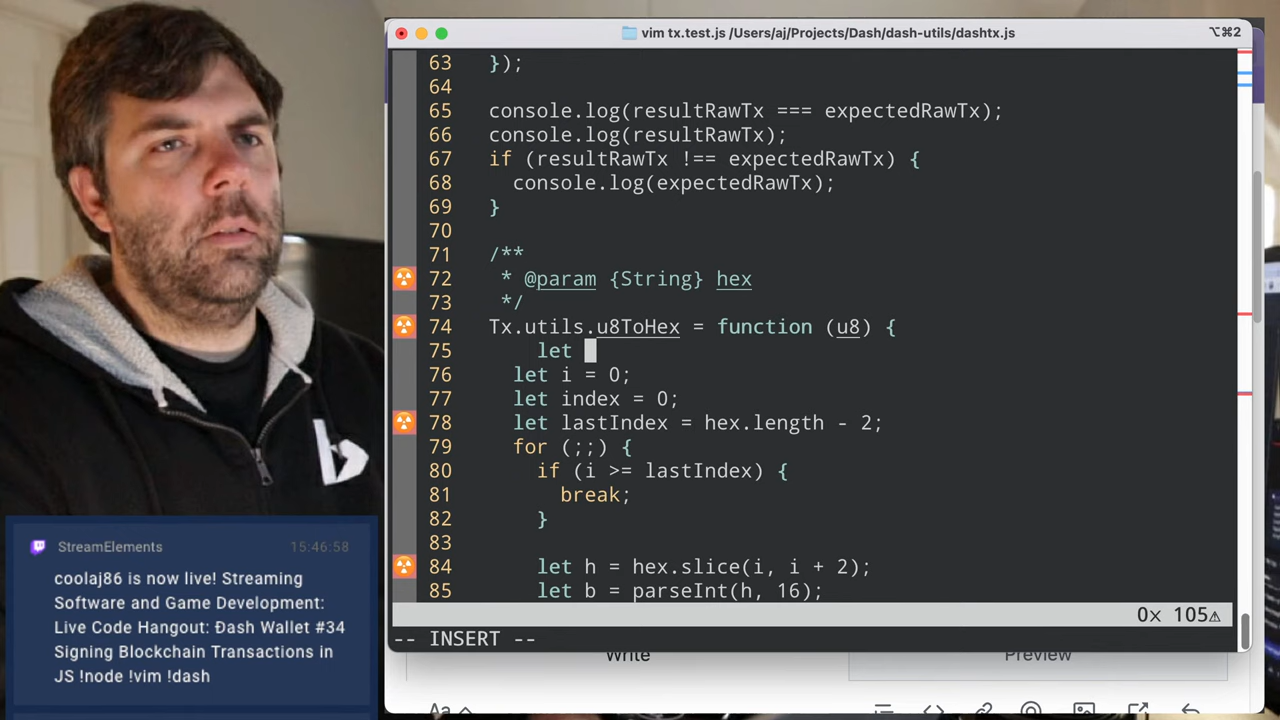 vim tx.test.js /Users/aj/Projects/Dash/dash-utils/dashtx.js
⌥⌘2
63 });
64
65 console.log(resultRawTx === expectedRawTx);
66 console.log(resultRawTx);
67 if (resultRawTx !== expectedRawTx) {
68 console.log(expectedRawTx);
69 }
70
71 /**
72 * @param {String} hex
73 */
74 Tx.utils.u8ToHex = function (u8) {
75 let
76 let i = 0;
77 let index = 0;
78 let lastIndex = hex.length - 2;
79 for (;;) {
80 if (i >= lastIndex) {
81 break;
82 }
83
84 let h = hex.slice(i, i + 2);
85 let b = parseInt(h, 16);
0× 105⚠
-- INSERT --
Write Preview
Aa
StreamElements 15:46:58
coolaj86 is now live! Streaming
Software and Game Development:
Live Code Hangout: Đash Wallet #34
Signing Blockchain Transactions in
JS !node !vim !dash